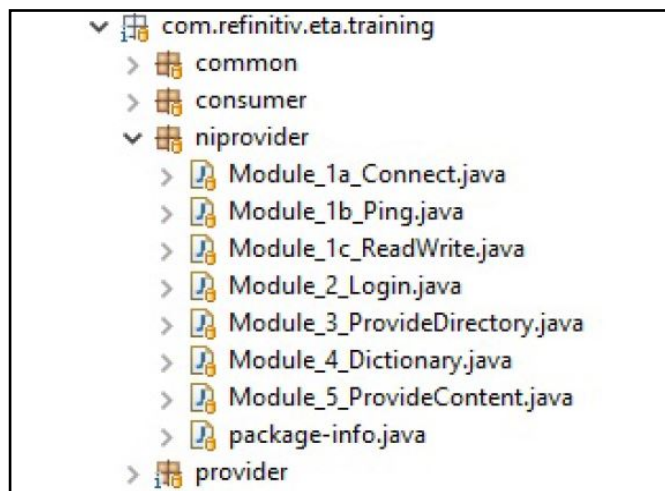 com.refinitiv.eta.training
common
consumer
niprovider
Module_1a_Connect.java
Module_1b_Ping.java
Module_1c_ReadWrite.java
Module_2_Login.java
Module_3_ProvideDirectory.java
Module_4_Dictionary.java
Module_5_ProvideContent.java
package-info.java
provider